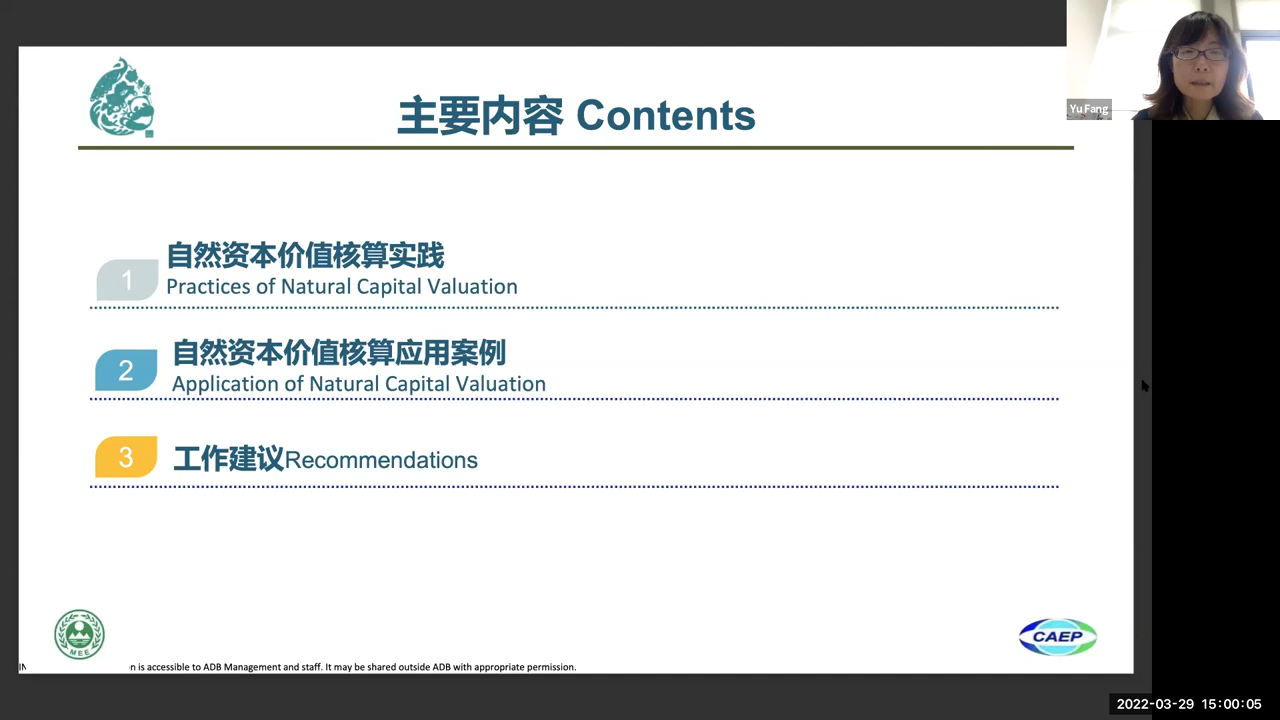 主要内容 Contents
Yu Fang
1
自然资本价值核算实践
Practices of Natural Capital Valuation
2
自然资本价值核算应用案例
Application of Natural Capital Valuation
3
工作建议Recommendations
MEE
CAEP
is accessible to ADB Management and staff. It may be shared outside ADB with appropriate permission.
2022-03-29 15:00:05